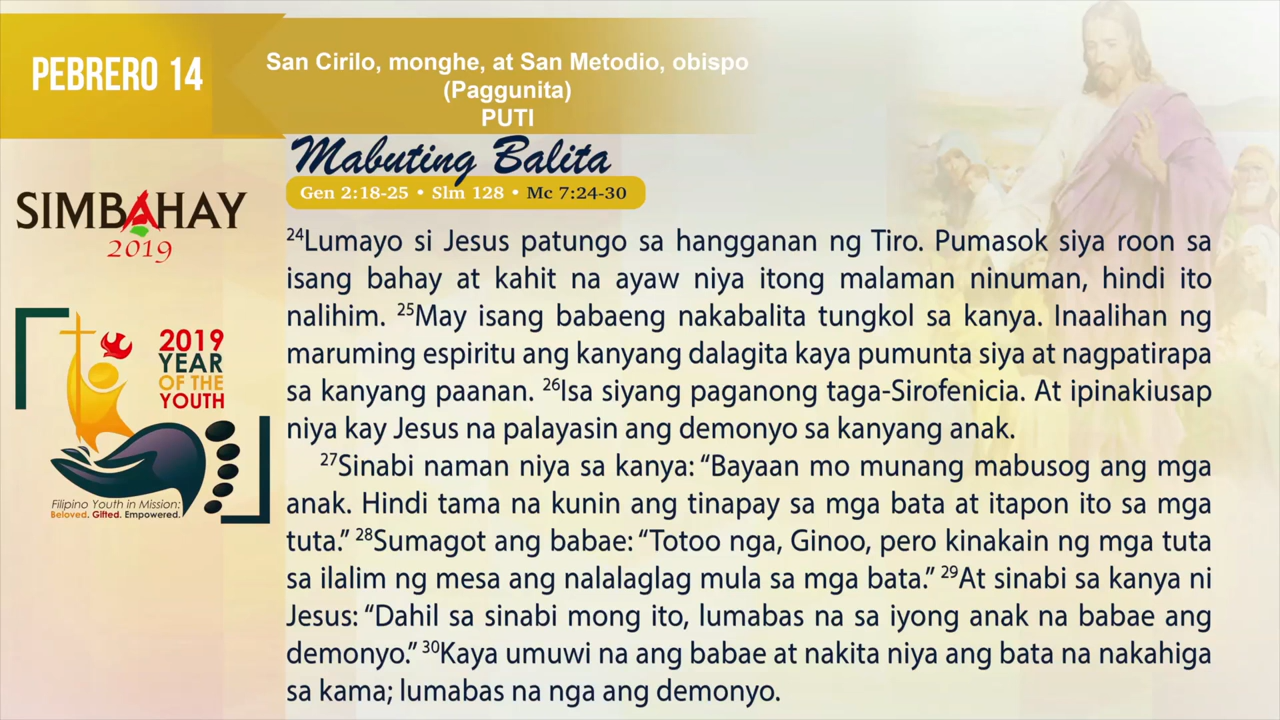 PEBRERO 14
San Cirilo, monghe, at San Metodio, obispo
(Paggunita)
PUTI
Mabuting Balita
Gen 2:18-25 • Slm 128 • Mc 7:24-30
SIMBAHAY
2019
2019
YEAR
OF THE
YOUTH
Filipino Youth in Mission:
Beloved. Gifted. Empowered.
24Lumayo si Jesus patungo sa hangganan ng Tiro. Pumasok siya roon sa
isang bahay at kahit na ayaw niya itong malaman ninuman, hindi ito
nalihim. 25May isang babaeng nakabalita tungkol sa kanya. Inaalihan ng
maruming espiritu ang kanyang dalagita kaya pumunta siya at nagpatirapa
sa kanyang paanan. 26Isa siyang paganong taga-Sirofenicia. At ipinakiusap
niya kay Jesus na palayasin ang demonyo sa kanyang anak.
27Sinabi naman niya sa kanya: “Bayaan mo munang mabusog ang mga
anak. Hindi tama na kunin ang tinapay sa mga bata at itapon ito sa mga
tuta.” 28Sumagot ang babae: “Totoo nga, Ginoo, pero kinakain ng mga tuta
sa ilalim ng mesa ang nalalaglag mula sa mga bata.” 29At sinabi sa kanya ni
Jesus: “Dahil sa sinabi mong ito, lumabas na sa iyong anak na babae ang
demonyo.” 30Kaya umuwi na ang babae at nakita niya ang bata na nakahiga
sa kama; lumabas na nga ang demonyo.